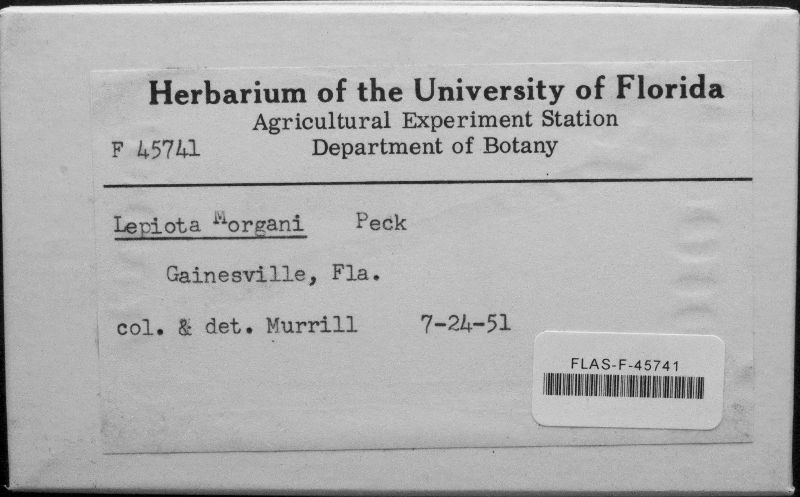 Herbarium of the University of Florida
Agricultural Experiment Station
F 45741 Department of Botany
Lepiota Morgani Peck
Gainesville, Fla.
col. & det. Murrill 7-24-51
FLAS-F-45741